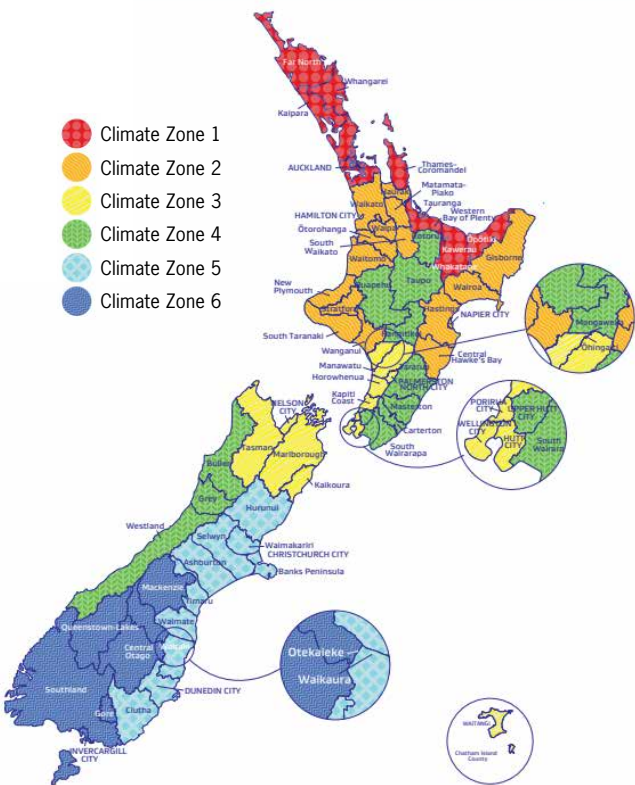 Far North
Whangarei
Kaipara
Climate Zone 1
Climate Zone 2
Climate Zone 3
Climate Zone 4
Climate Zone 5
Climate Zone 6
AUCKLAND
Thames-
Coromandel
Hauraki
Matamata-
Piako
Waikato
Tauranga
HAMILTON CITY
Western
Bay of Plenty
Waipa
Ōtorohanga
Rotorua
Opōtiki
South
Waikato
Kawerau
Gisborne
Waitomo
Whakatane
Ruapehu
Taupo
New
Plymouth
Wairoa
Stratford
Hastings
NAPIER CITY
South Taranaki
Rangitikei
Wanganui
Central
Hawke's Bay
Manawatu
Tararua
Horowhenua
PALMERSTON
NORTH CITY
Kapiti
Coast
Masterton
Carterton
South
Wairarapa
Mangaweka
Ōhingaiti
PORIRUA
CITY
UPPER HUTT
CITY
WELLINGTON
CITY
HUTT
CITY
South
Wairarapa
NELSON
CITY
Tasman
Marlborough
Buller
Kaikoura
Grey
Hurunui
Westland
Selwyn
Waimakariri
CHRISTCHURCH CITY
Ashburton
Banks Peninsula
Mackenzie
Timaru
Waimate
Queenstown-Lakes
Central
Otago
Waitaki
Otekaieke
Waikaura
Southland
DUNEDIN CITY
Clutha
Gore
INVERCARGILL
CITY
WAITANGI
Chatham Island
County